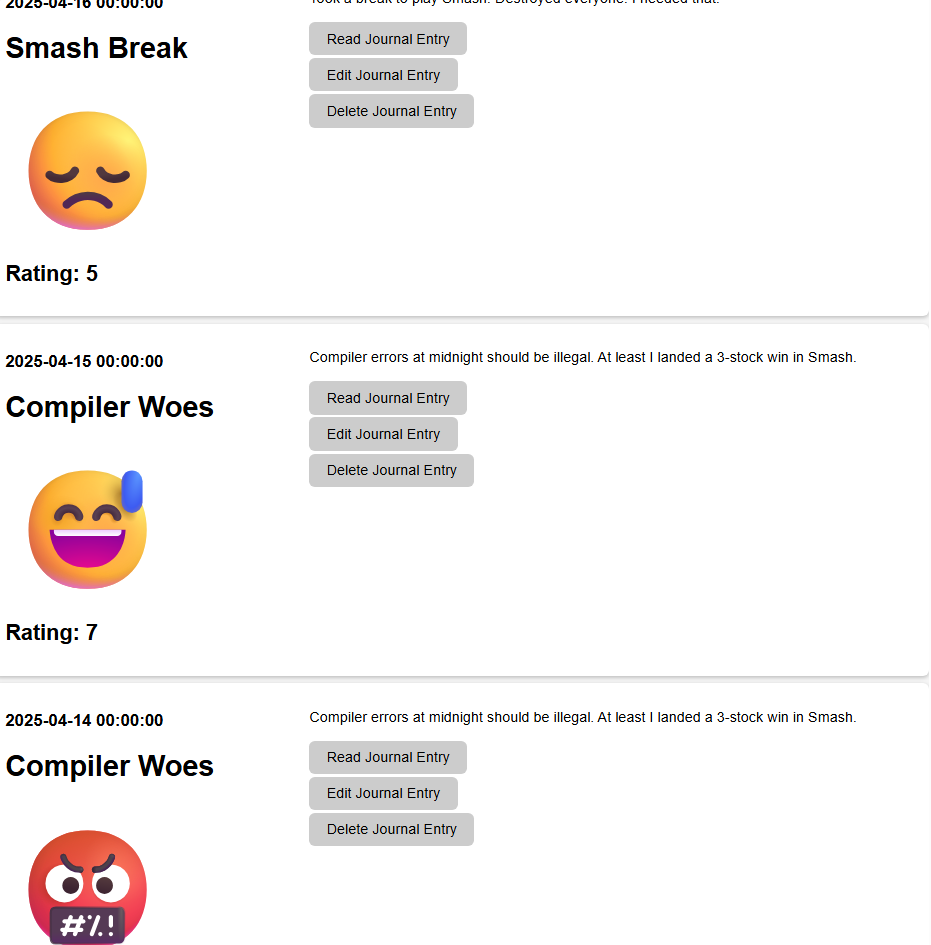 2025-04-16 00:00:00
Took a break to play Smash. Destroyed everyone. I needed that.
Smash Break
Read Journal Entry
Edit Journal Entry
Delete Journal Entry
Rating: 5
2025-04-15 00:00:00
Compiler errors at midnight should be illegal. At least I landed a 3-stock win in Smash.
Compiler Woes
Read Journal Entry
Edit Journal Entry
Delete Journal Entry
Rating: 7
2025-04-14 00:00:00
Compiler errors at midnight should be illegal. At least I landed a 3-stock win in Smash.
Compiler Woes
Read Journal Entry
Edit Journal Entry
Delete Journal Entry
#%!